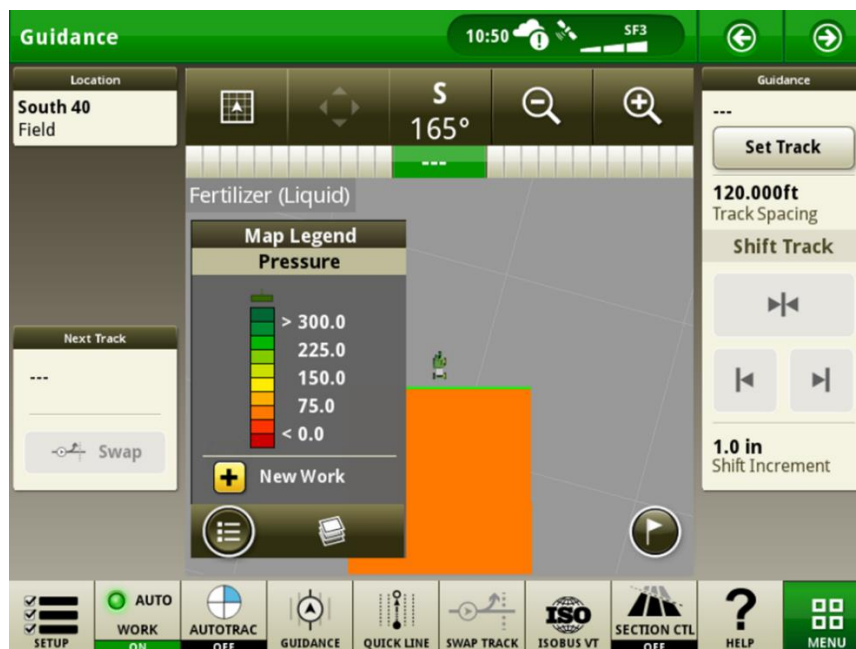 Guidance
10:50
SF3
Location
South 40
Field
S
165°
---
Guidance
---
Set Track
120.000ft
Track Spacing
Shift Track
1.0 in
Shift Increment
Fertilizer (Liquid)
Map Legend
Pressure
> 300.0
225.0
150.0
75.0
< 0.0
New Work
Next Track
---
Swap
SETUP
AUTO
WORK
ON
AUTOTRAC
OFF
GUIDANCE
QUICK LINE
SWAP TRACK
ISO
ISOBUS VT
SECTION CTL
OFF
?
HELP
MENU